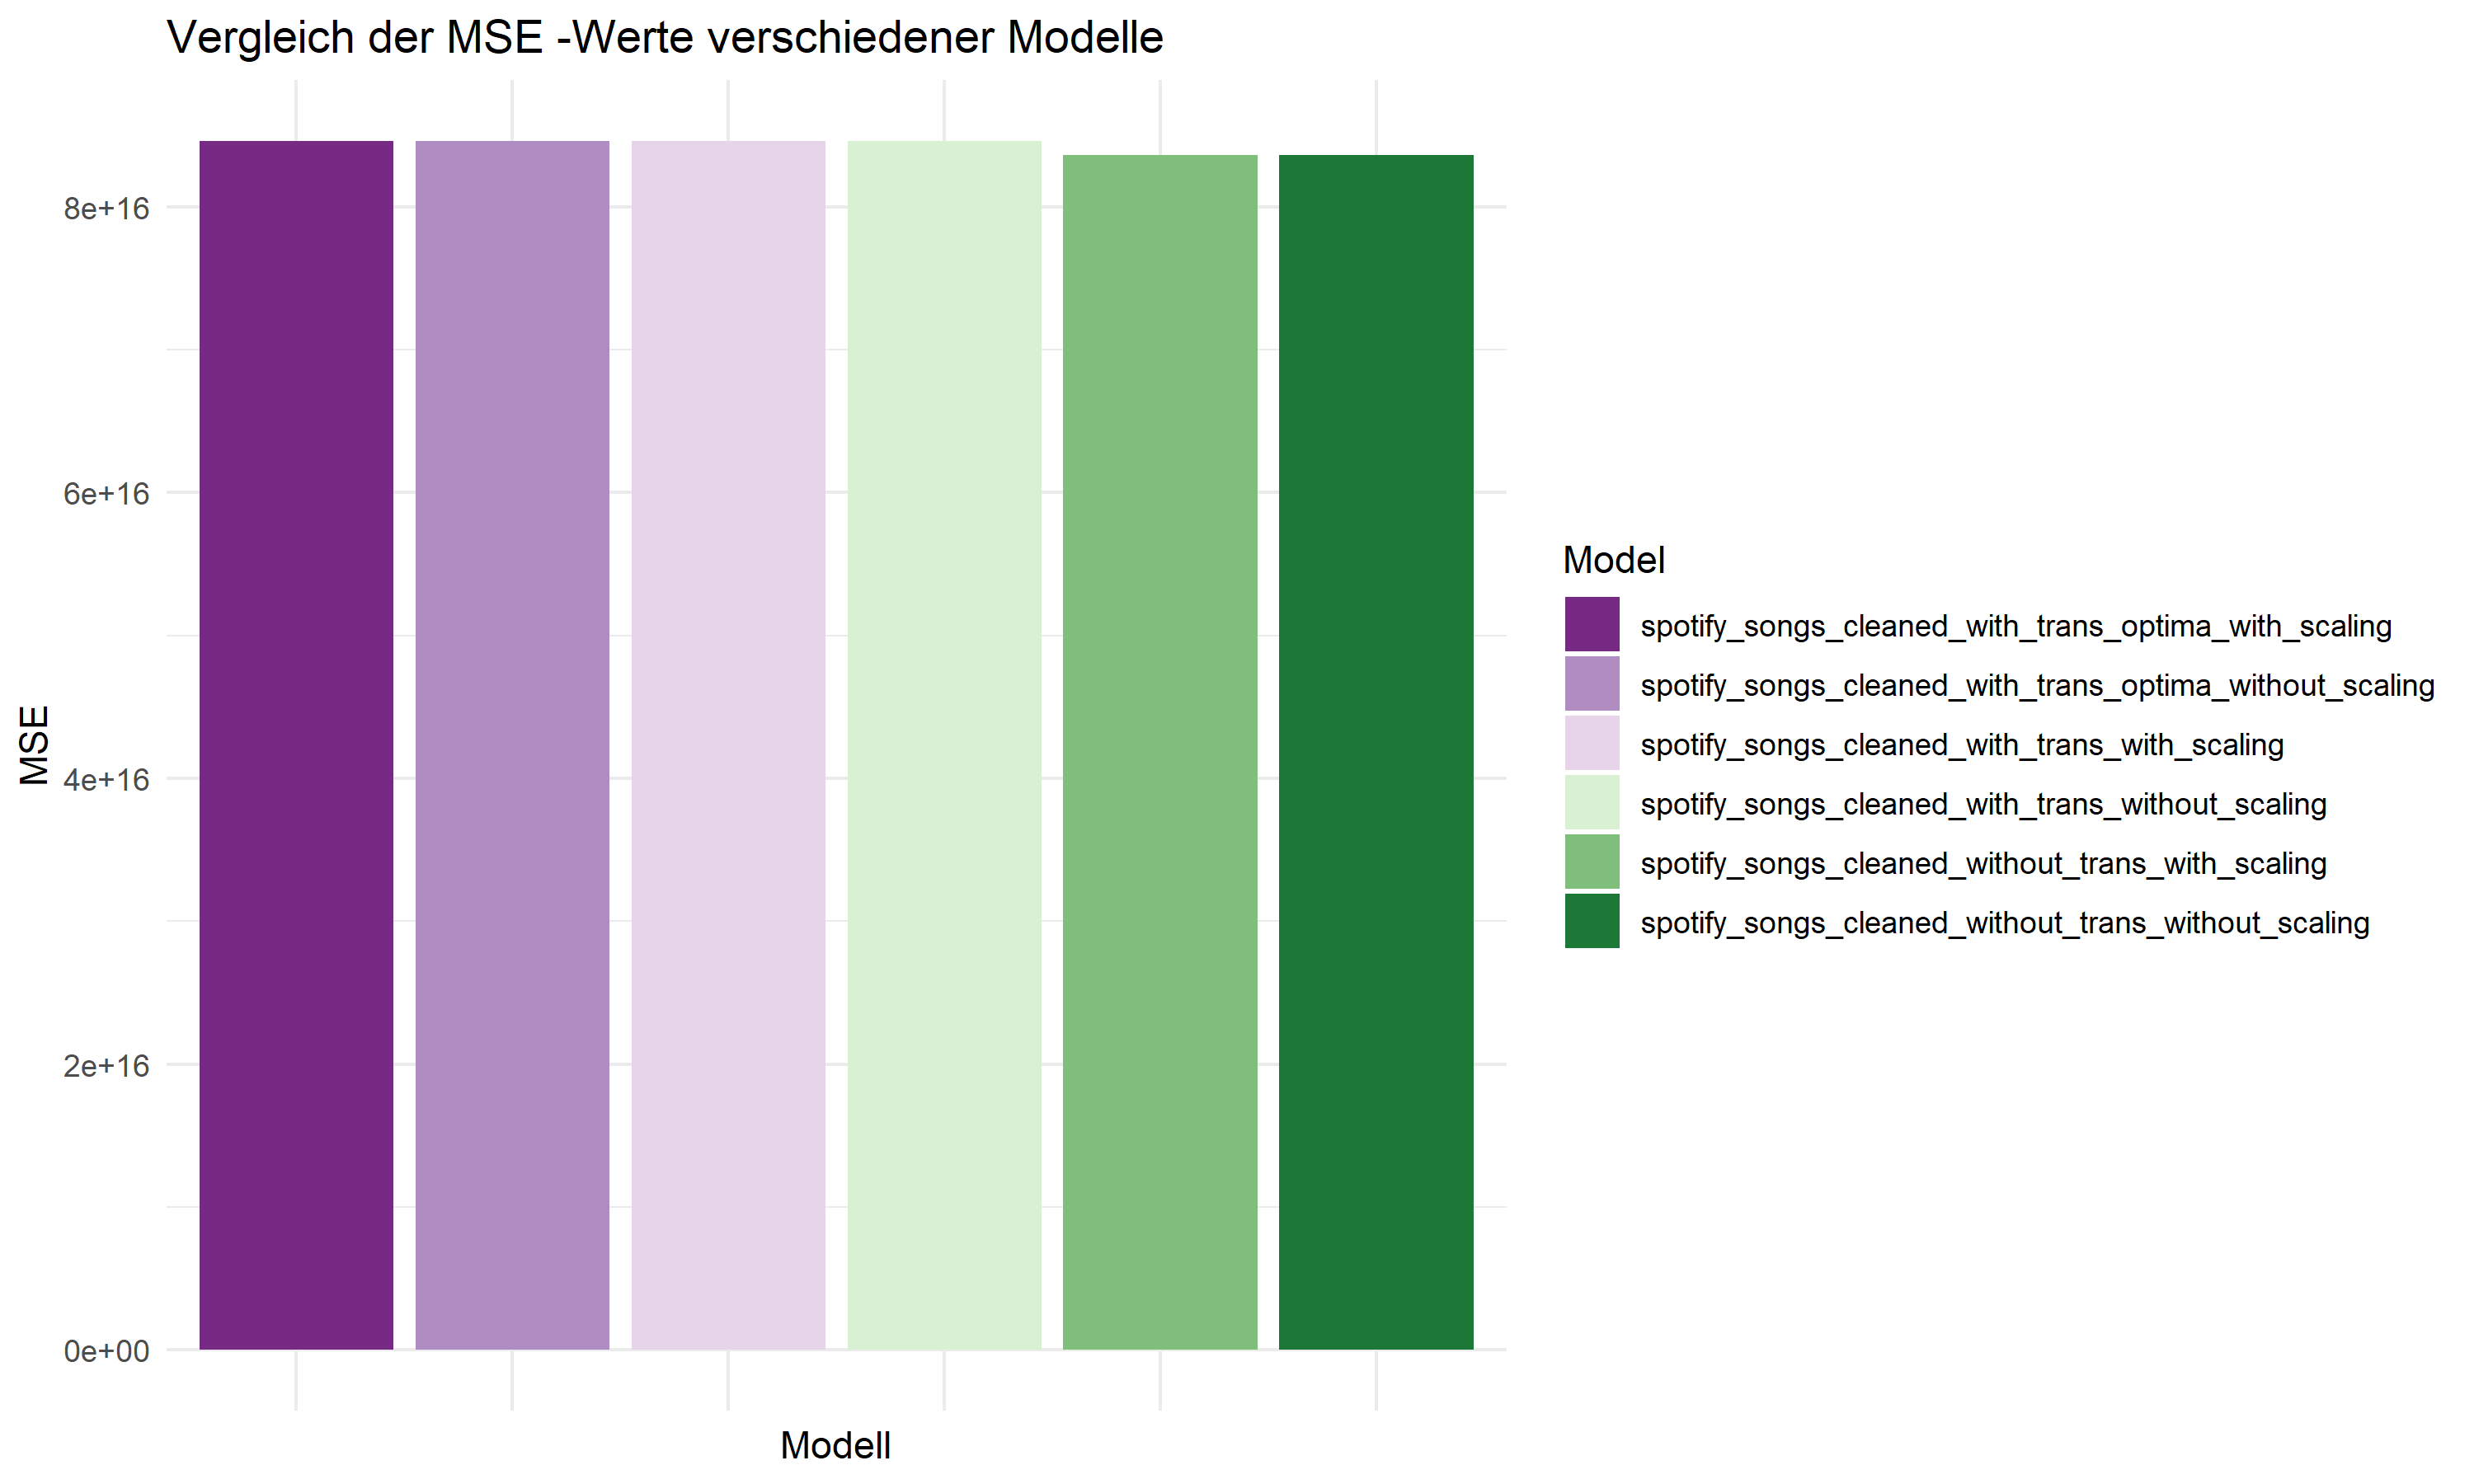 Vergleich der MSE -Werte verschiedener Modelle
8e+16
6e+16
4e+16
2e+16
0e+00
MSE
Modell
Model
spotify_songs_cleaned_with_trans_optima_with_scaling
spotify_songs_cleaned_with_trans_optima_without_scaling
spotify_songs_cleaned_with_trans_with_scaling
spotify_songs_cleaned_with_trans_without_scaling
spotify_songs_cleaned_without_trans_with_scaling
spotify_songs_cleaned_without_trans_without_scaling